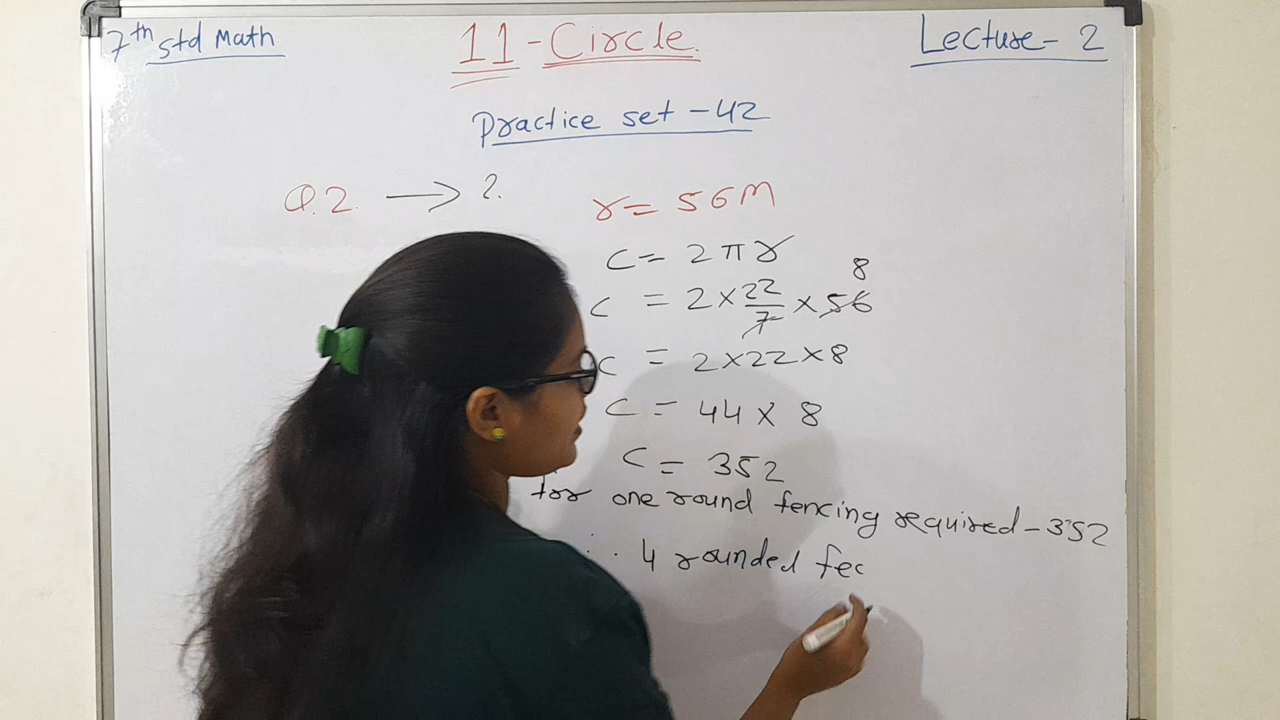 7th std Math
11-Circle.
Lecture-2
Practice set-42
Q.2. → 2.
r= 56M
C= 2πr
C = 2×22/7×56 8
C = 2×22×8
C = 44×8
C = 352
for one round fencing required-352
∴ 4 rounded fec